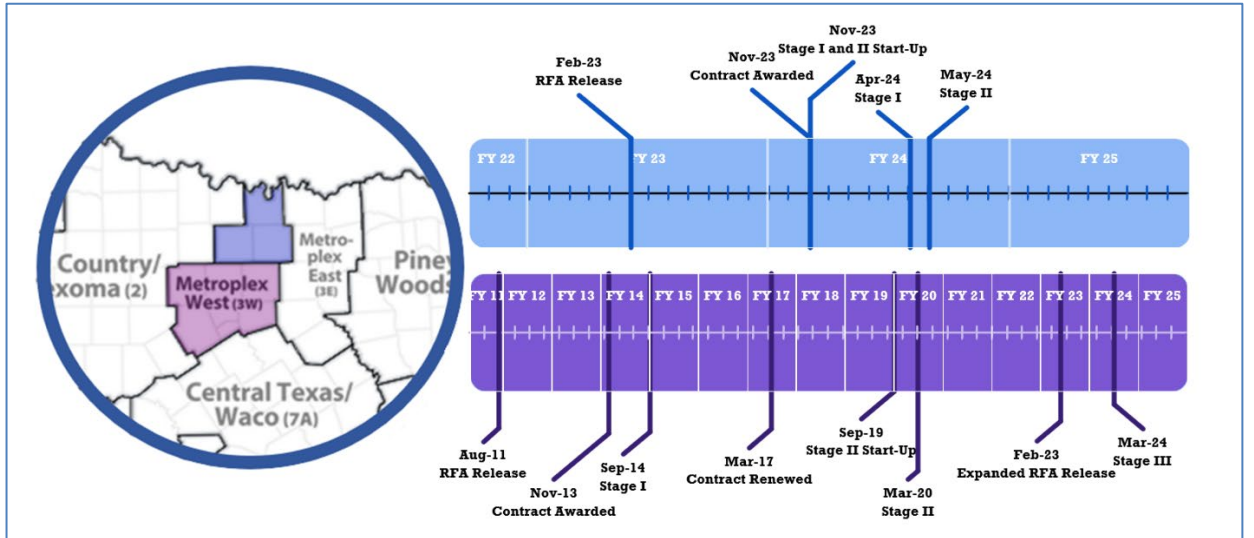 Nov-23
Stage I and II Start-Up
Feb-23
RFA Release
Nov-23
Contract Awarded
Apr-24
Stage I
May-24
Stage II
FY 22
FY 23
FY 24
FY 25
Country/
exoma (2)
Metroplex
West (3W)
Metro-
plex
East
(3E)
Piney
Woods
Central Texas/
Waco (7A)
FY 11
FY 12
FY 13
FY 14
FY 15
FY 16
FY 17
FY 18
FY 19
FY 20
FY 21
FY 22
FY 23
FY 24
FY 25
Aug-11
RFA Release
Nov-13
Contract Awarded
Sep-14
Stage I
Mar-17
Contract Renewed
Sep-19
Stage II Start-Up
Mar-20
Stage II
Feb-23
Expanded RFA Release
Mar-24
Stage III